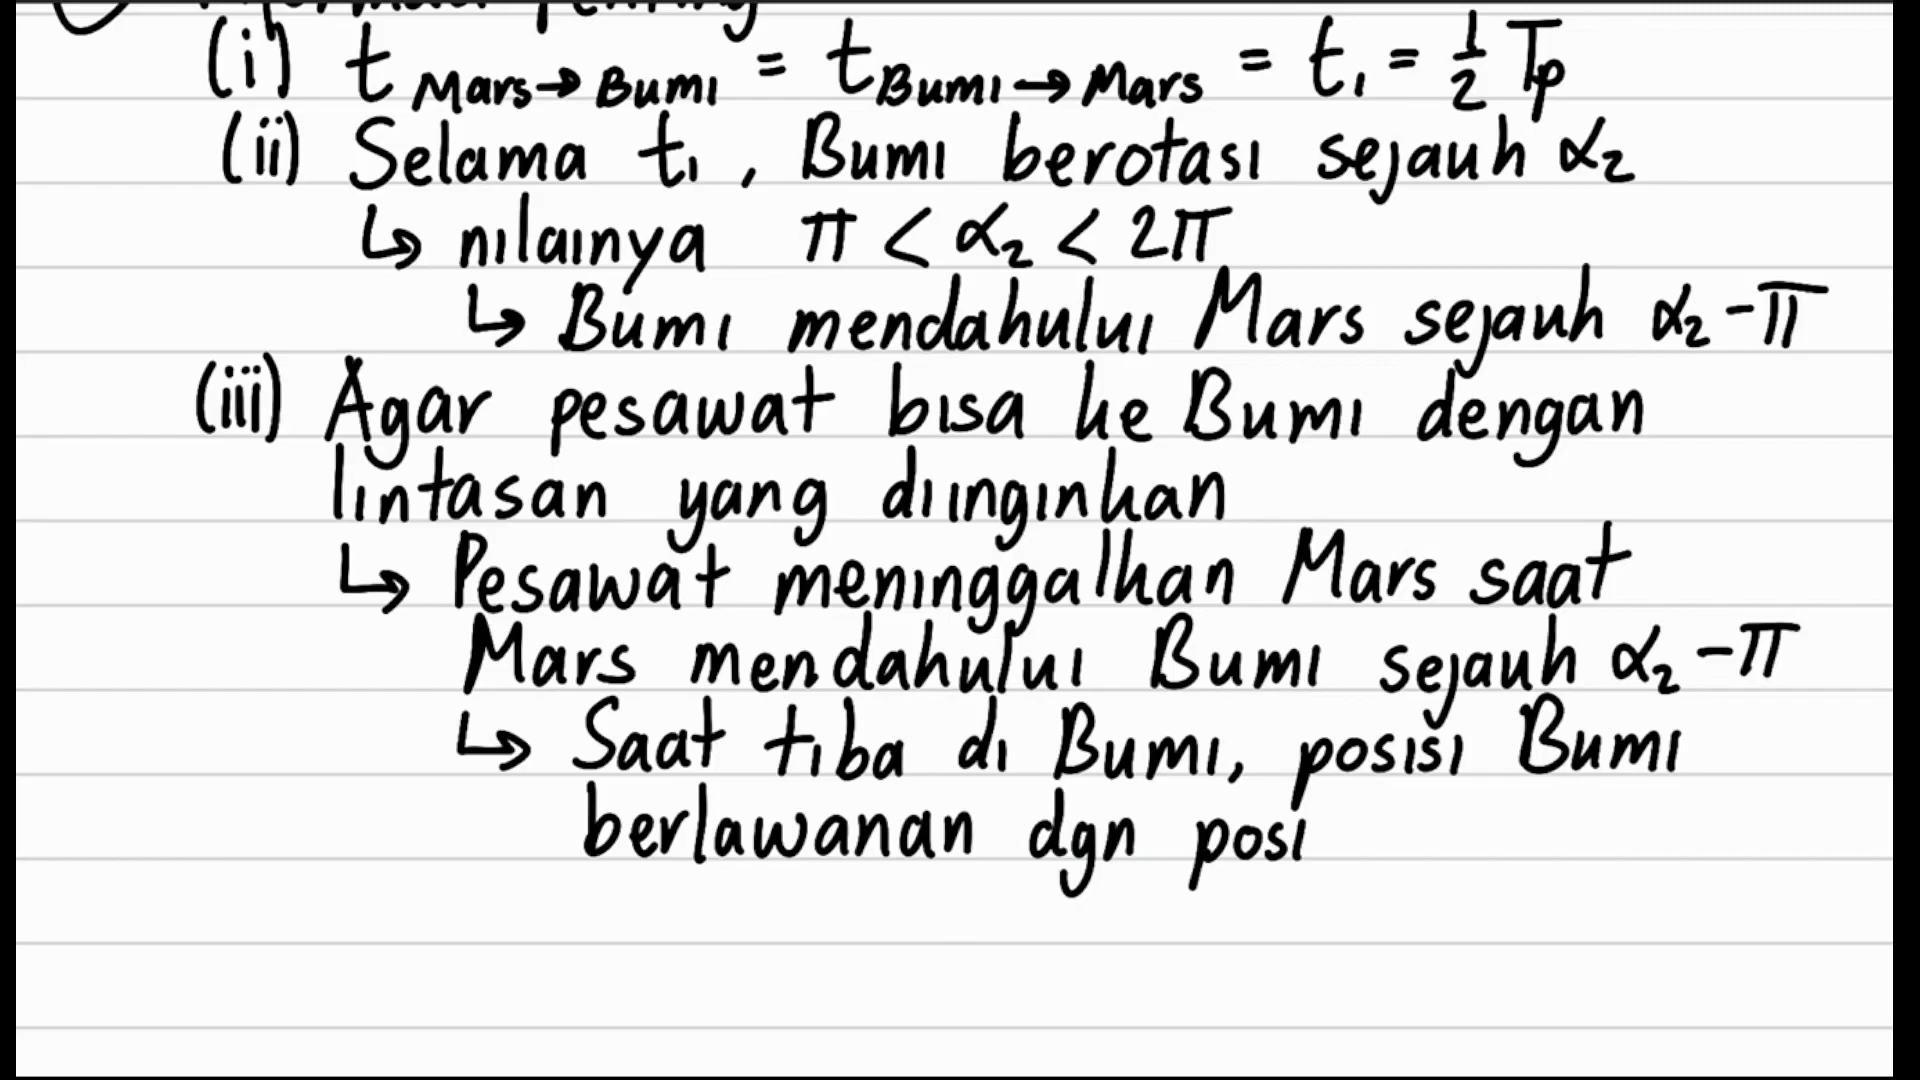 (i) t Mars→Bumi = t Bumi→Mars = t₁ = ½ Tp
(ii) Selama t₁, Bumi berotasi sejauh α₂
↳ nilainya π < α₂ < 2π
↳ Bumi mendahului Mars sejauh α₂ - π
(iii) Agar pesawat bisa ke Bumi dengan
lintasan yang diinginkan
↳ Pesawat meninggalkan Mars saat
Mars mendahului Bumi sejauh α₂ - π
↳ Saat tiba di Bumi, posisi Bumi
berlawanan dgn posi